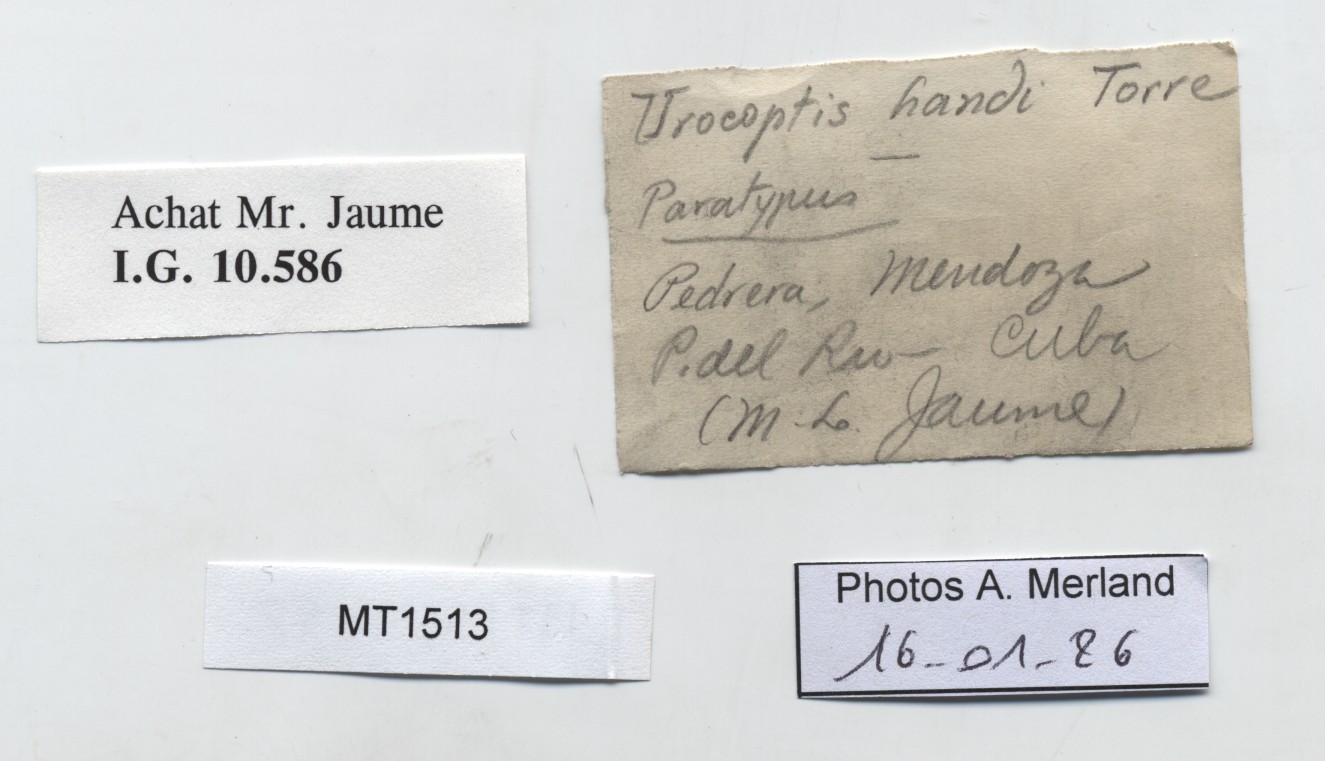 Achat Mr. Jaume
I.G. 10.586
Urocoptis handi Torre
Paratypus
Pedrera, Mendoza
P. del Rio - Cuba
(M. L. Jaume)
MT1513
Photos A. Merland
16-01-26